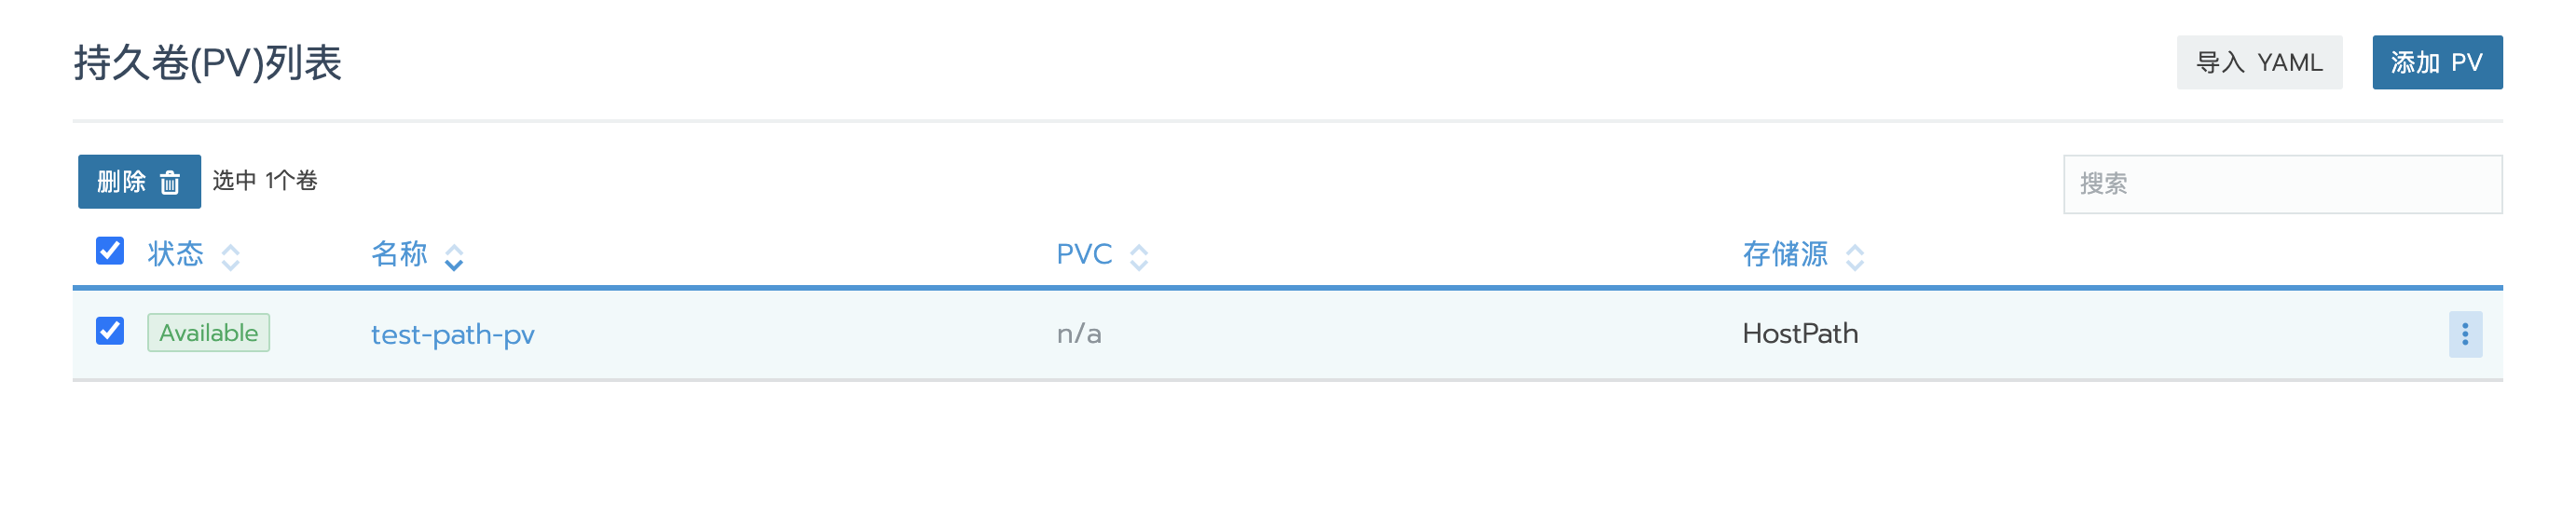 持久卷(PV)列表
导入 YAML
添加 PV
删除 选中 1个卷
搜索
状态 名称 PVC 存储源
Available test-path-pv n/a HostPath